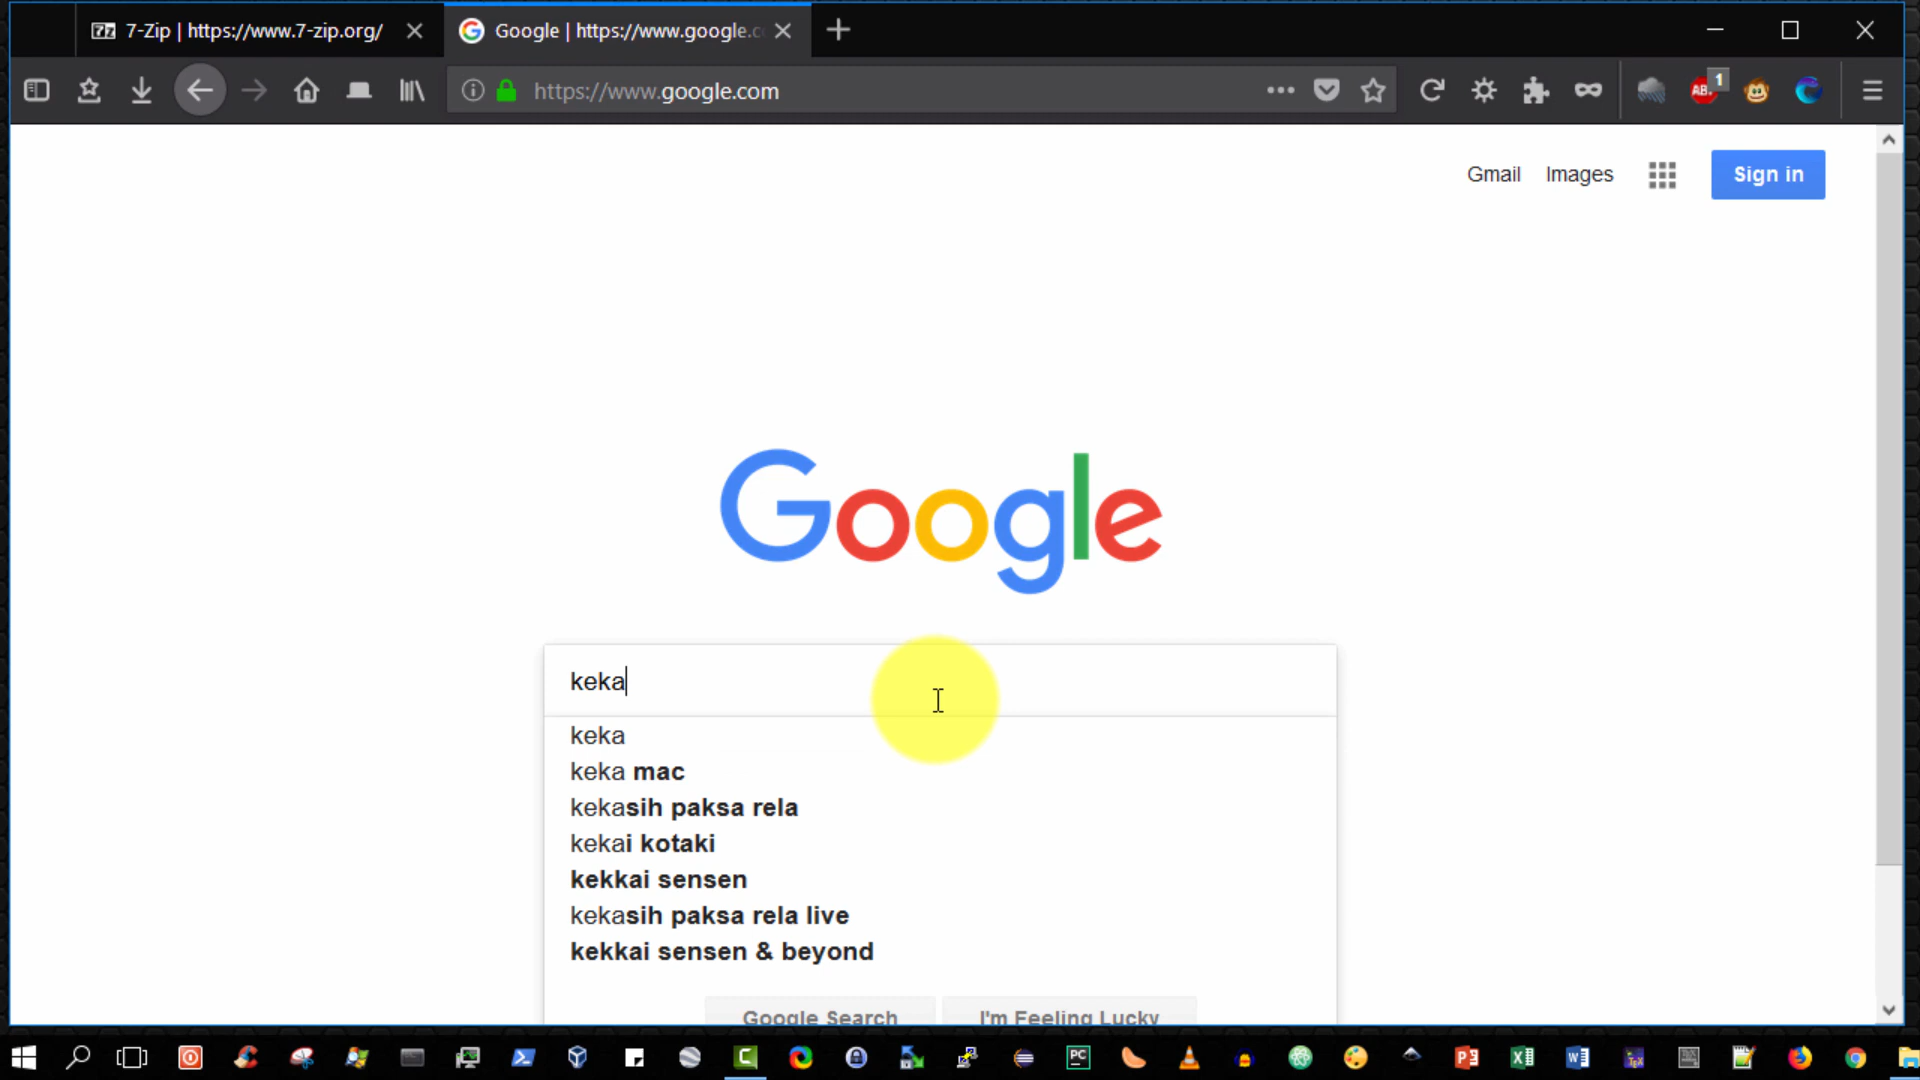 7-Zip | https://www.7-zip.org/
Google | https://www.google.c
https://www.google.com
ABP
1
Gmail
Images
Sign in
Google
keka
keka
keka mac
kekasih paksa rela
kekai kotaki
kekkai sensen
kekasih paksa rela live
kekkai sensen & beyond
Google Search
I'm Feeling Lucky